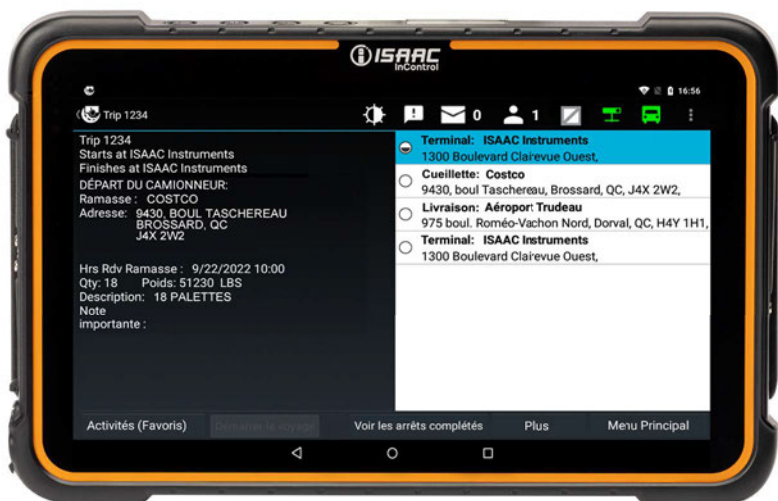 ISAAC
InControl
16:56
Trip 1234
0
1
Trip 1234
Starts at ISAAC Instruments
Finishes at ISAAC Instruments
DÉPART DU CAMIONNEUR:
Ramasse : COSTCO
Adresse: 9430, BOUL TASCHEREAU
BROSSARD, QC
J4X 2W2
Hrs Rdv Ramasse : 9/22/2022 10:00
Qty: 18 Poids: 51230 LBS
Description: 18 PALETTES
Note
importante :
Terminal: ISAAC Instruments
1300 Boulevard Clairevue Ouest,
Cueillette: Costco
9430, boul Taschereau, Brossard, QC, J4X 2W2,
Livraison: Aéroport Trudeau
975 boul. Roméo-Vachon Nord, Dorval, QC, H4Y 1H1,
Terminal: ISAAC Instruments
1300 Boulevard Clairevue Ouest,
Activités (Favoris) Démarrer le voyage Voir les arrêts complétés Plus Menu Principal